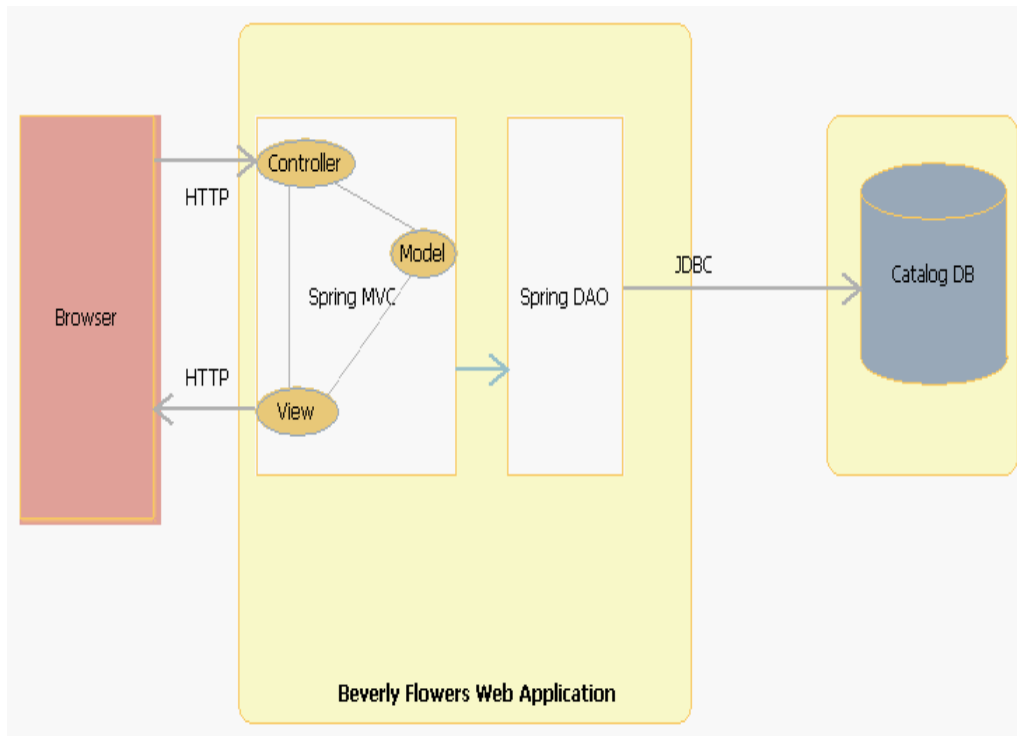 Controller
HTTP
Model
JDBC
Catalog DB
Spring MVC
Spring DAO
Browser
HTTP
View
Beverly Flowers Web Application